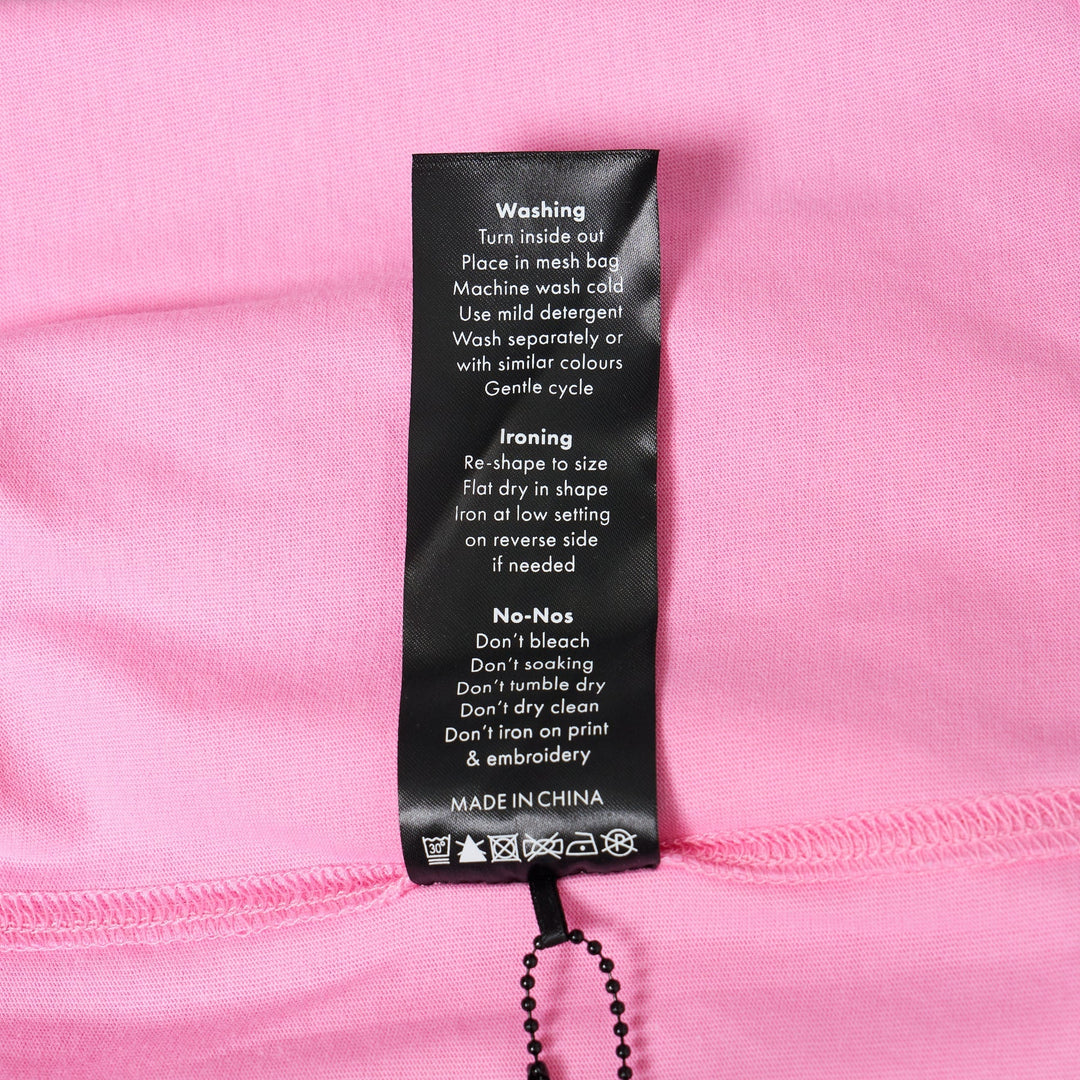 Washing
Turn inside out
Place in mesh bag
Machine wash cold
Use mild detergent
Wash separately or
with similar colours
Gentle cycle
Ironing
Re-shape to size
Flat dry in shape
Iron at low setting
on reverse side
if needed
No-Nos
Don't bleach
Don't soaking
Don't tumble dry
Don't dry clean
Don't iron on print
& embroidery
MADE IN CHINA
30° P